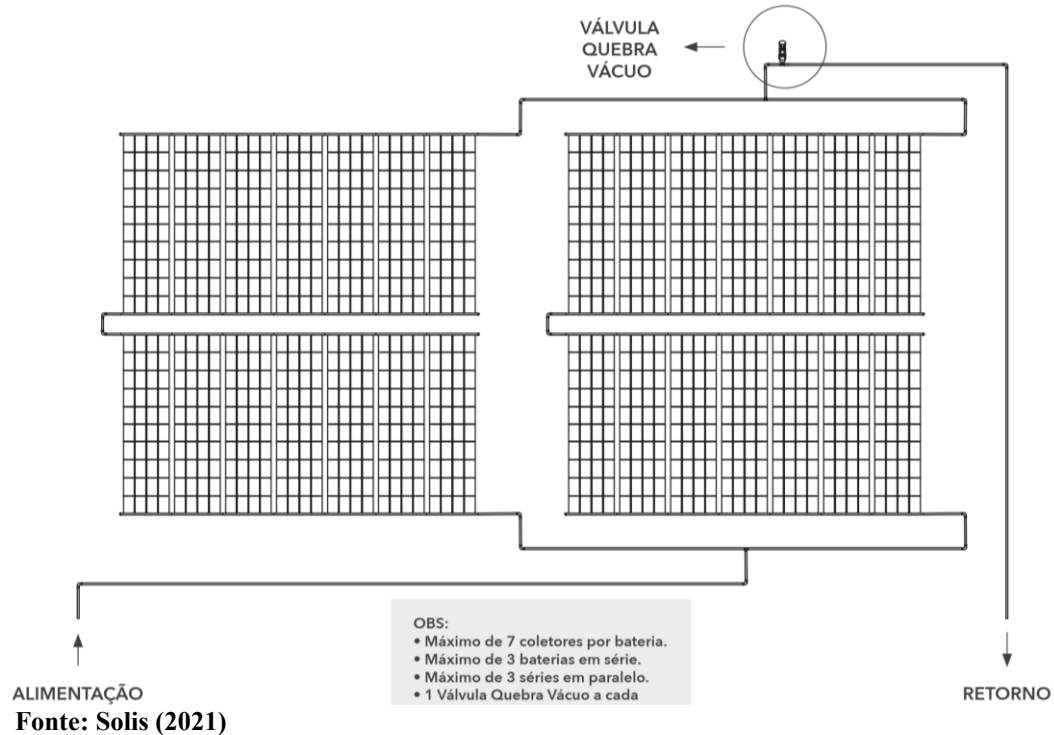 VÁLVULA
QUEBRA
VÁCUO
OBS:
• Máximo de 7 coletores por bateria.
• Máximo de 3 baterias em série.
• Máximo de 3 séries em paralelo.
• 1 Válvula Quebra Vácuo a cada
ALIMENTAÇÃO
RETORNO
Fonte: Solis (2021)